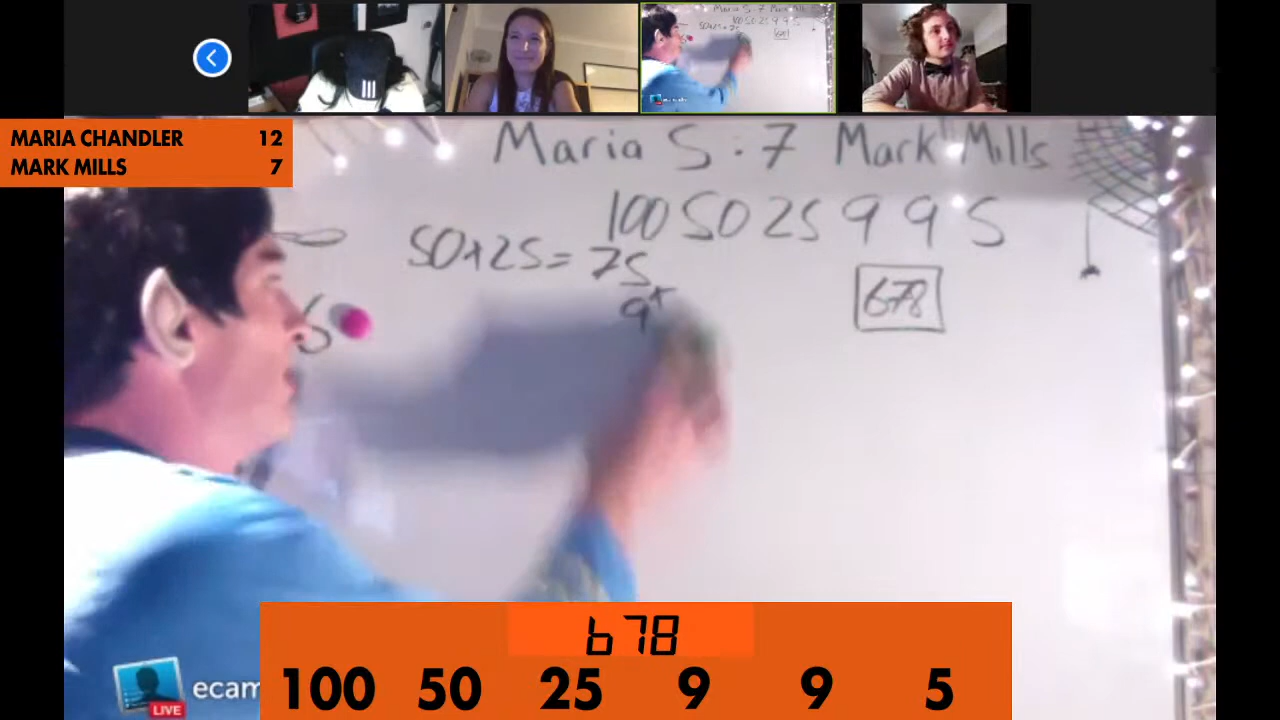 MARIA CHANDLER 12
MARK MILLS 7
Maria S : 7 Mark Mills
100 50 25 9 9 5
50+25= 75
9+
678
678
100 50 25 9 9 5
ecam
LIVE